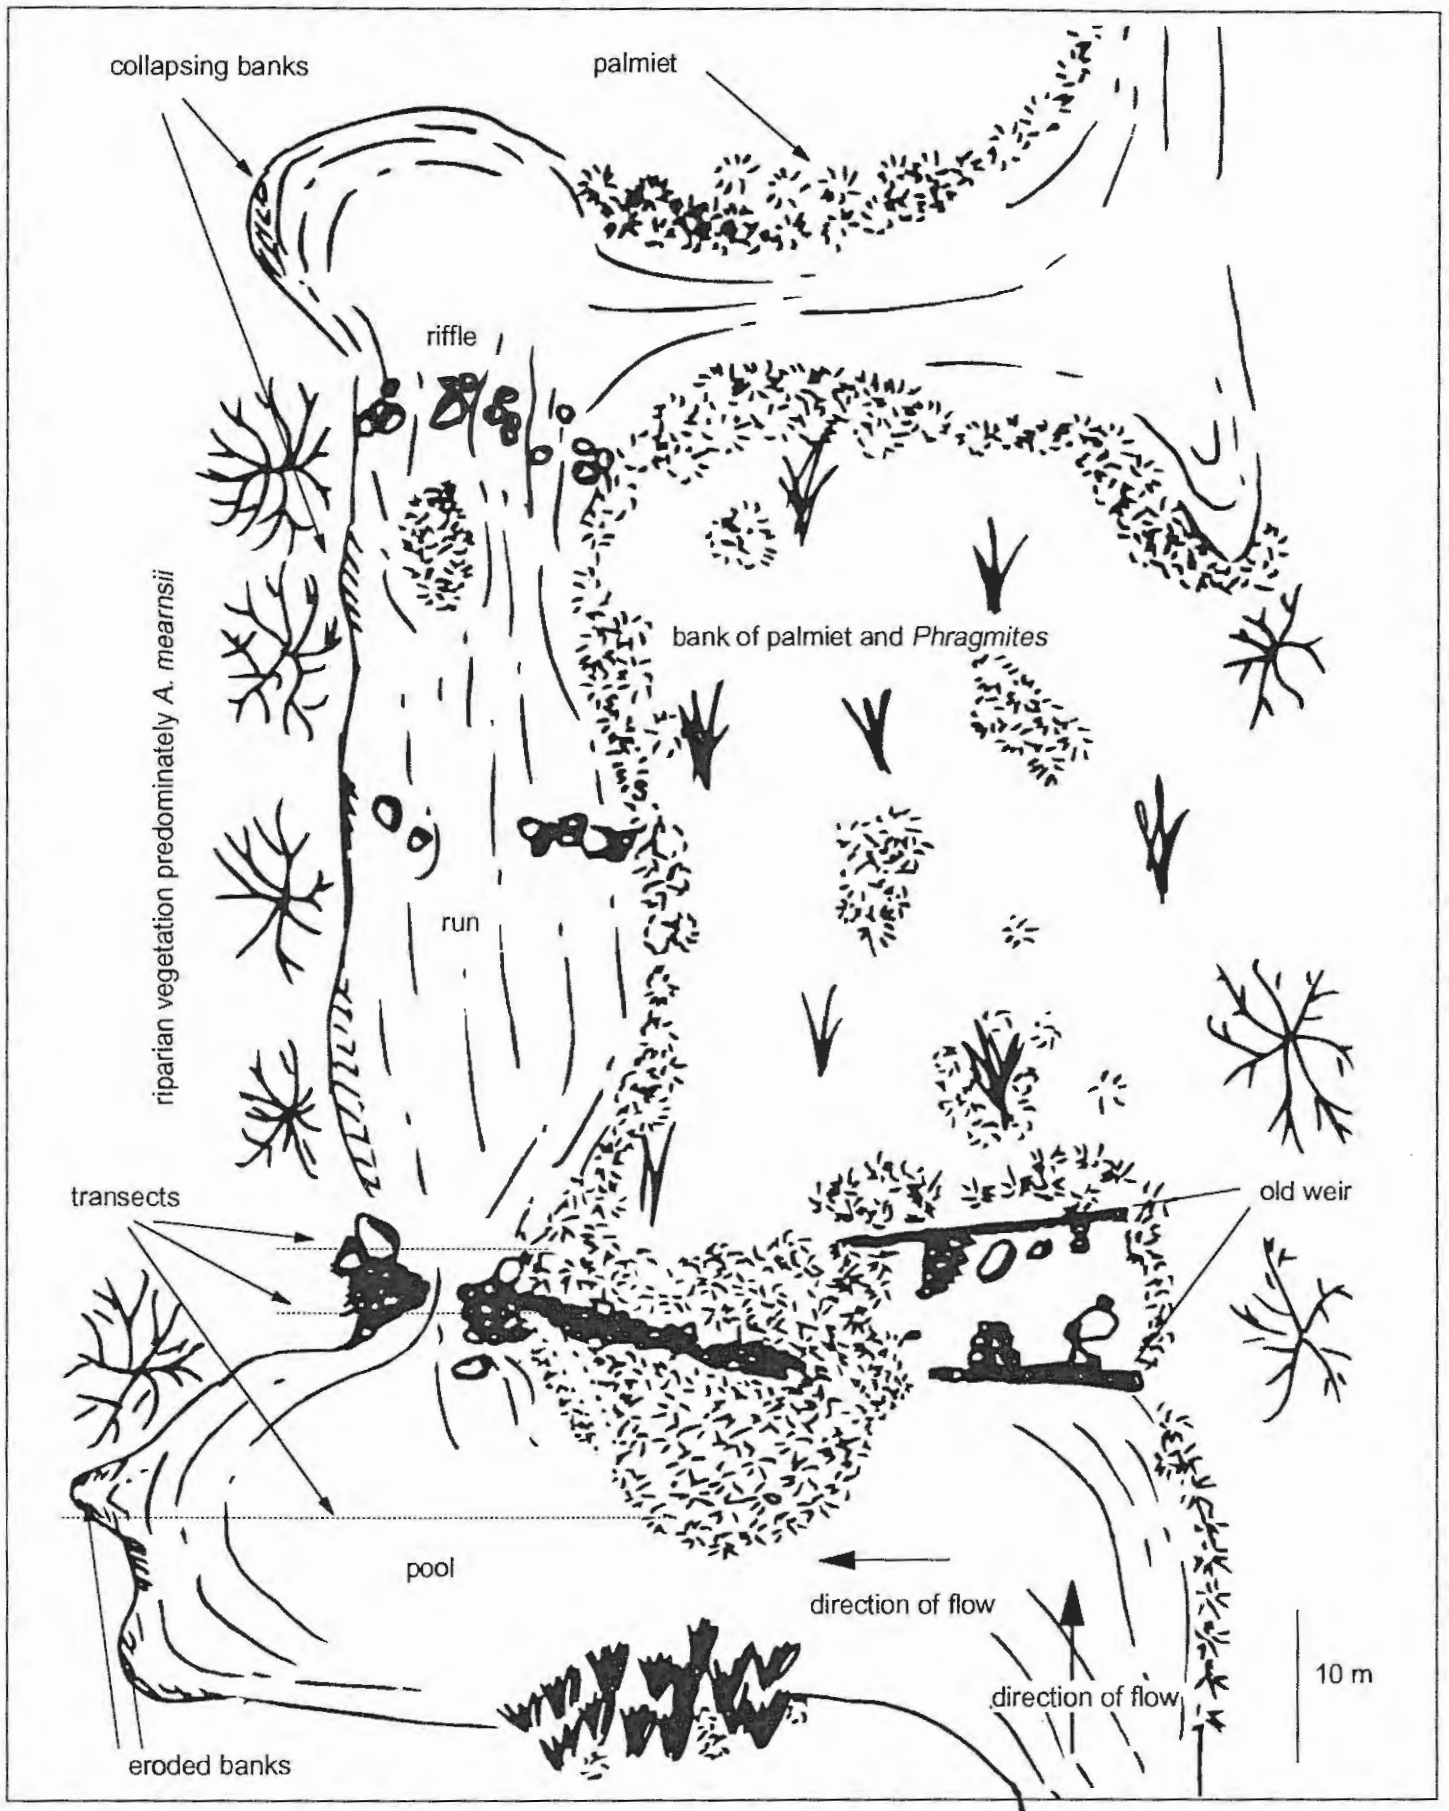 collapsing banks
palmiet
riffle
riparian vegetation predominately A. mearnsii
bank of palmiet and Phragmites
run
transects
old weir
pool
direction of flow
direction of flow
10 m
eroded banks